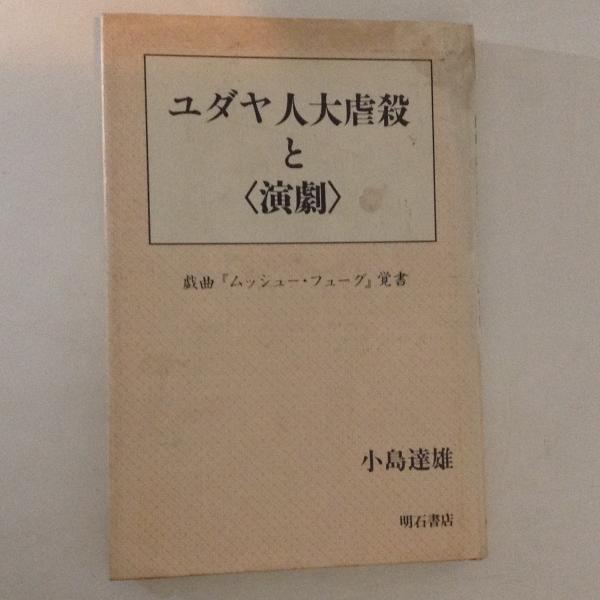 ユダヤ人大虐殺
と
〈演劇〉
戯曲『ムッシュー・フューグ』覚書
小島達雄
明石書店